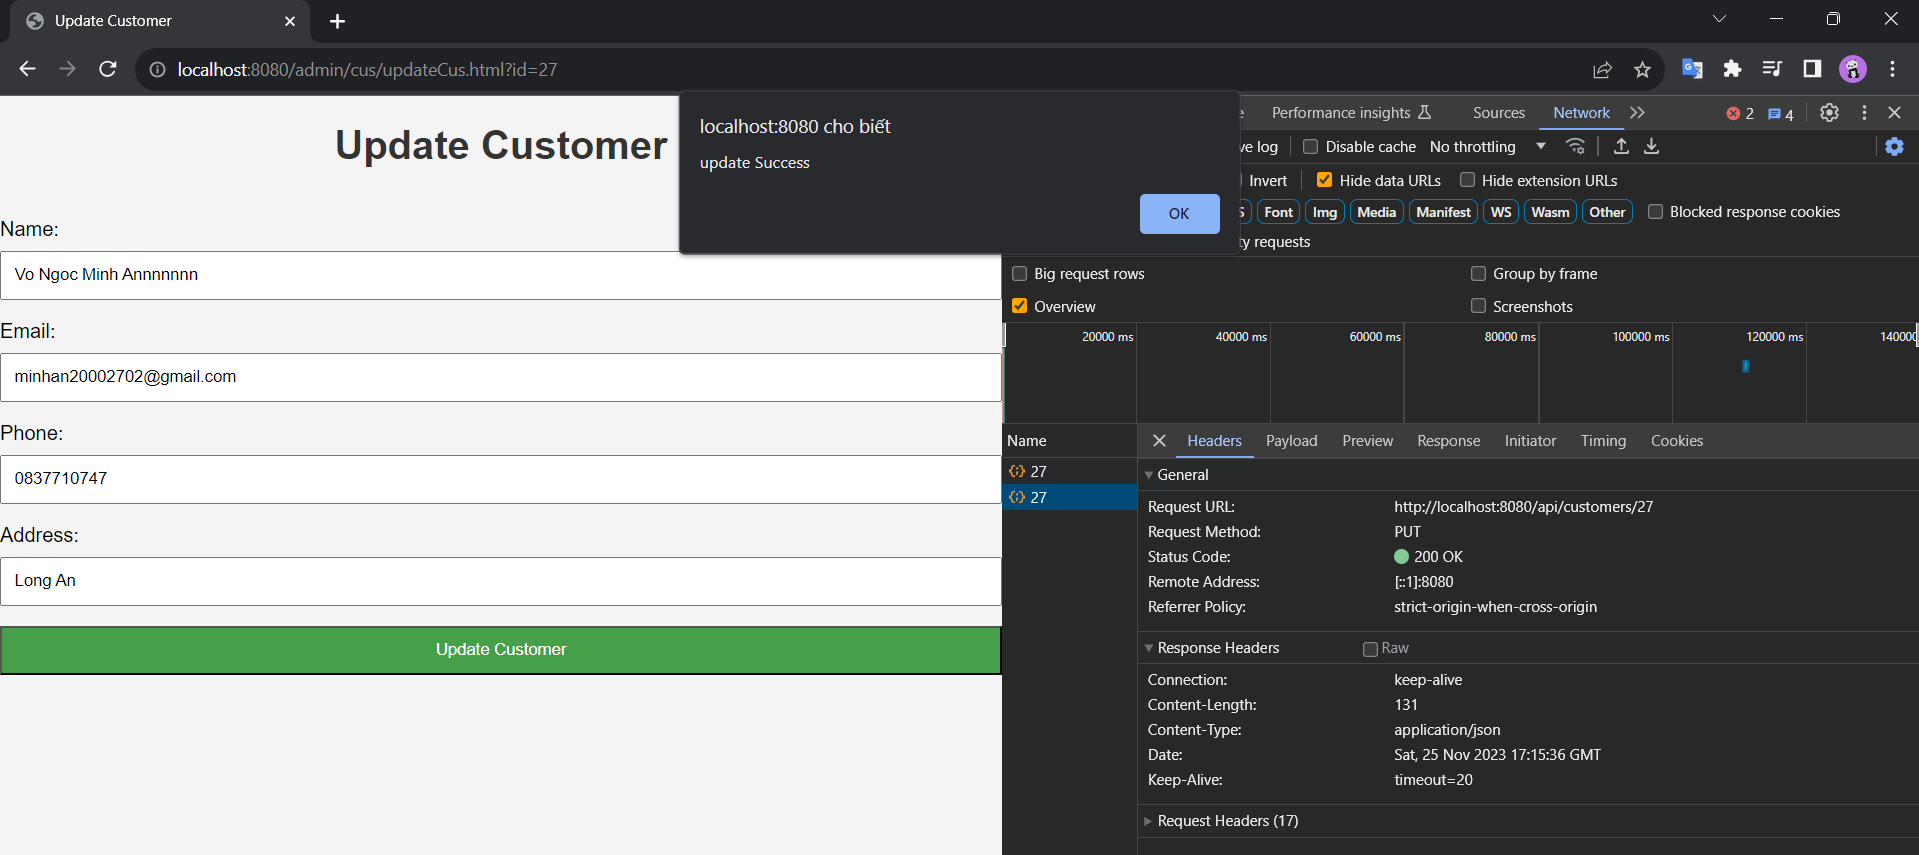 Update Customer
localhost:8080/admin/cus/updateCus.html?id=27
Update Customer
Name:
Vo Ngoc Minh Annnnnnn
Email:
minhan20002702@gmail.com
Phone:
0837710747
Address:
Long An
Update Customer
localhost:8080 cho biết
update Success
OK
Performance insights
Sources
Network
2
4
ve log
Disable cache
No throttling
Invert
Hide data URLs
Hide extension URLs
S
Font
Img
Media
Manifest
WS
Wasm
Other
Blocked response cookies
ty requests
Big request rows
Group by frame
Overview
Screenshots
20000 ms
40000 ms
60000 ms
80000 ms
100000 ms
120000 ms
14000
Name
27
27
Headers
Payload
Preview
Response
Initiator
Timing
Cookies
General
Request URL: http://localhost:8080/api/customers/27
Request Method: PUT
Status Code: 200 OK
Remote Address: [::1]:8080
Referrer Policy: strict-origin-when-cross-origin
Response Headers
Raw
Connection: keep-alive
Content-Length: 131
Content-Type: application/json
Date: Sat, 25 Nov 2023 17:15:36 GMT
Keep-Alive: timeout=20
Request Headers (17)